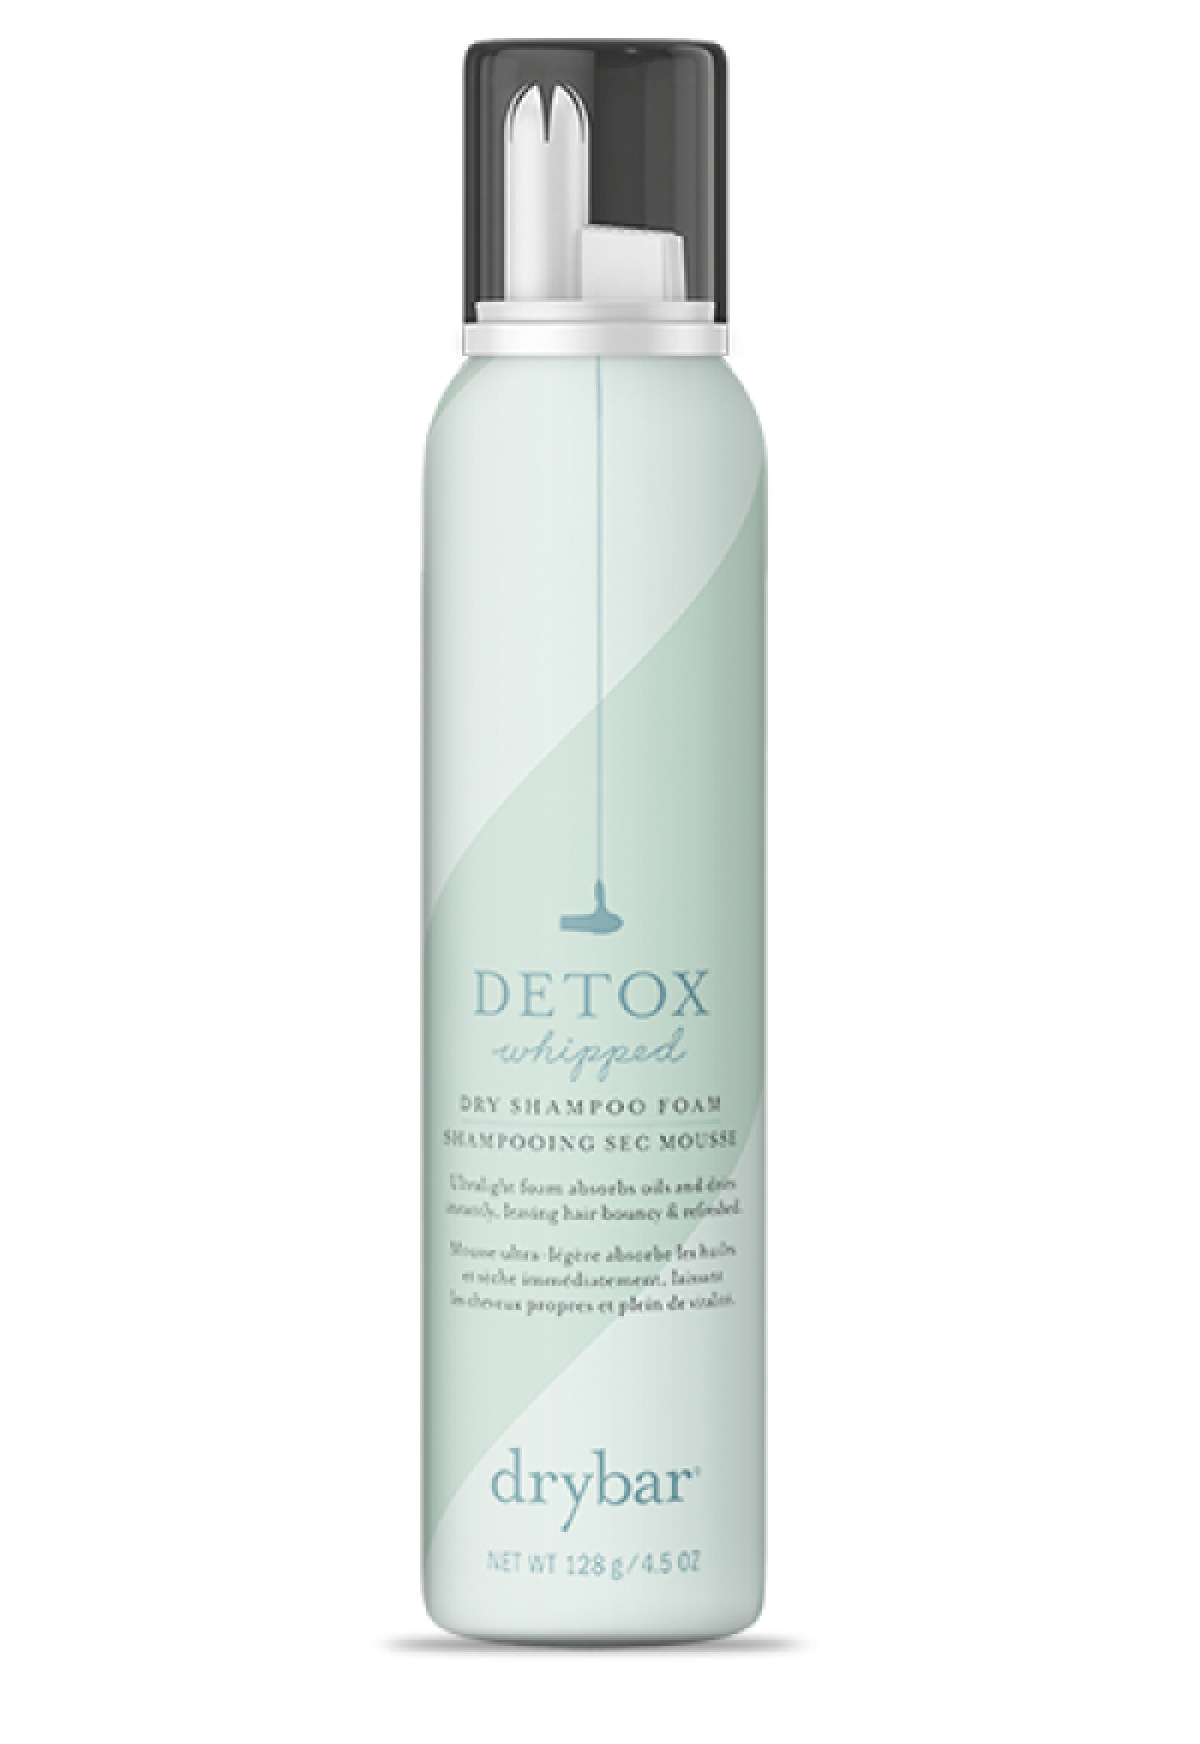 DETOX
whipped
DRY SHAMPOO FOAM
SHAMPOOING SEC MOUSSE
Ultralight foam absorbs oils and dries
instantly, leaving hair bouncy & refreshed.
Mousse ultra-légère absorbe les huiles
et sèche immédiatement, laissant
les cheveux propres et plein de vitalité.
drybar®
NET WT 128 g / 4.5 OZ